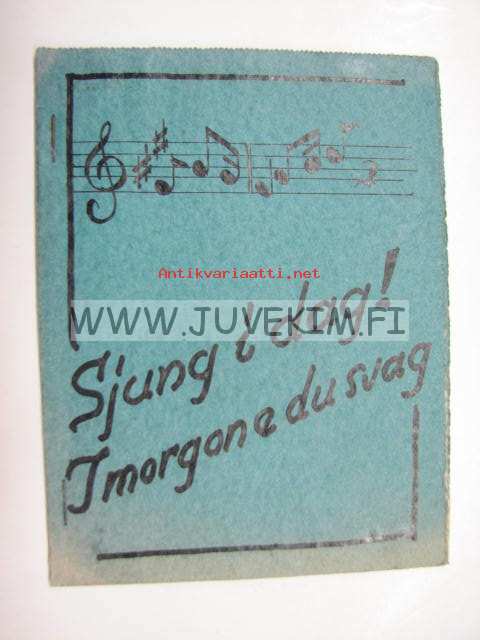 Antikvariaatti.net
WWW.JUVEKIM.FI
Sjung i dag!
I morgon e du svag